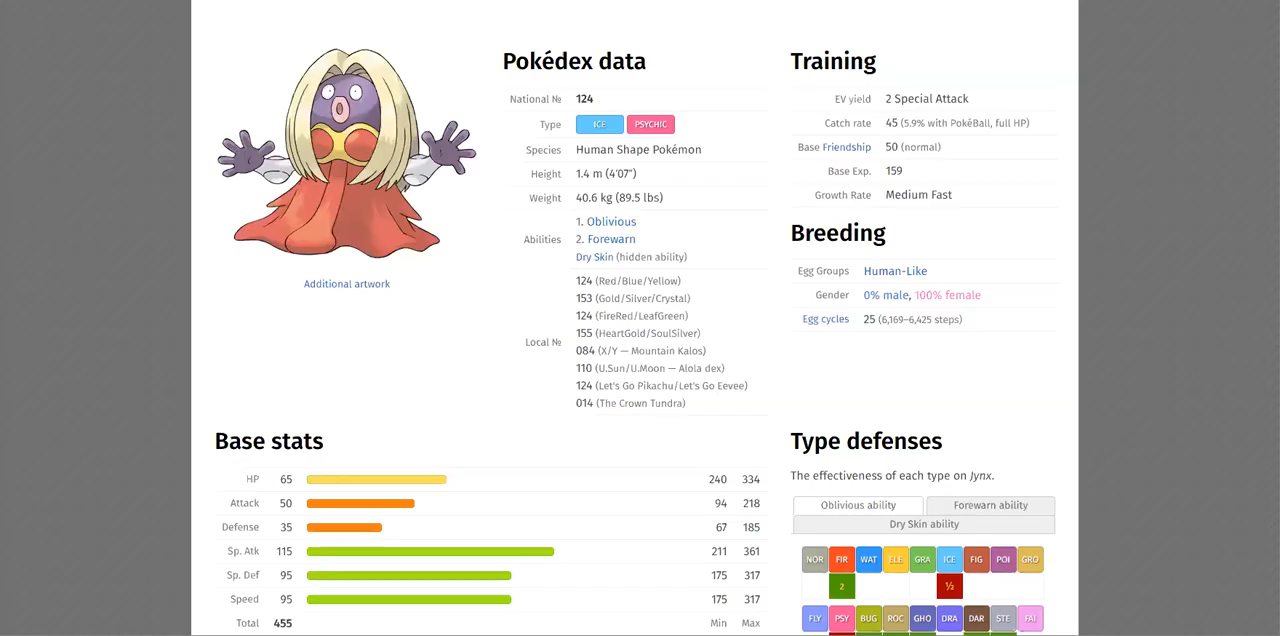 Pokédex data
National № 124
Type ICE PSYCHIC
Species Human Shape Pokémon
Height 1.4 m (4′07″)
Weight 40.6 kg (89.5 lbs)
Abilities 1. Oblivious
2. Forewarn
Dry Skin (hidden ability)
Local № 124 (Red/Blue/Yellow)
153 (Gold/Silver/Crystal)
124 (FireRed/LeafGreen)
155 (HeartGold/SoulSilver)
084 (X/Y — Mountain Kalos)
110 (U.Sun/U.Moon — Alola dex)
124 (Let's Go Pikachu/Let's Go Eevee)
014 (The Crown Tundra)
Additional artwork
Training
EV yield 2 Special Attack
Catch rate 45 (5.9% with PokéBall, full HP)
Base Friendship 50 (normal)
Base Exp. 159
Growth Rate Medium Fast
Breeding
Egg Groups Human-Like
Gender 0% male, 100% female
Egg cycles 25 (6,169–6,425 steps)
Base stats
HP 65 240 334
Attack 50 94 218
Defense 35 67 185
Sp. Atk 115 211 361
Sp. Def 95 175 317
Speed 95 175 317
Total 455 Min Max
Type defenses
The effectiveness of each type on Jynx.
Oblivious ability Forewarn ability
Dry Skin ability
NOR FIR WAT ELE GRA ICE FIG POI GRO
2 ½
FLY PSY BUG ROC GHO DRA DAR STE FAI